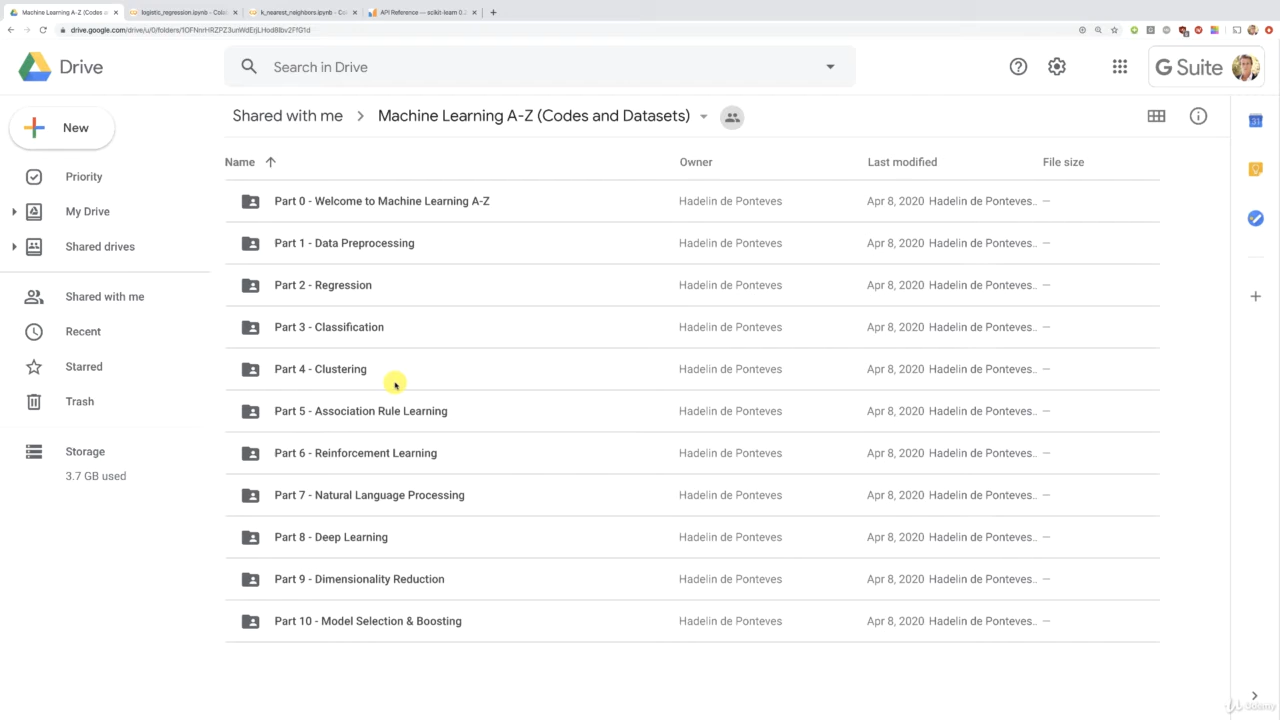 Machine Learning A-Z (Codes a
logistic_regression.ipynb - Cola
k_nearest_neighbors.ipynb - Col
API Reference — scikit-learn 0.2
drive.google.com/drive/u/0/folders/
Drive
Search in Drive
G Suite
New
Shared with me
Machine Learning A-Z (Codes and Datasets)
Name
Owner
Last modified
File size
Priority
My Drive
Shared drives
Shared with me
Recent
Starred
Trash
Storage
3.7 GB used
Part 0 - Welcome to Machine Learning A-Z Hadelin de Ponteves Apr 8, 2020 Hadelin de Ponteves.. —
Part 1 - Data Preprocessing Hadelin de Ponteves Apr 8, 2020 Hadelin de Ponteves.. —
Part 2 - Regression Hadelin de Ponteves Apr 8, 2020 Hadelin de Ponteves.. —
Part 3 - Classification Hadelin de Ponteves Apr 8, 2020 Hadelin de Ponteves.. —
Part 4 - Clustering Hadelin de Ponteves Apr 8, 2020 Hadelin de Ponteves.. —
Part 5 - Association Rule Learning Hadelin de Ponteves Apr 8, 2020 Hadelin de Ponteves.. —
Part 6 - Reinforcement Learning Hadelin de Ponteves Apr 8, 2020 Hadelin de Ponteves.. —
Part 7 - Natural Language Processing Hadelin de Ponteves Apr 8, 2020 Hadelin de Ponteves.. —
Part 8 - Deep Learning Hadelin de Ponteves Apr 8, 2020 Hadelin de Ponteves.. —
Part 9 - Dimensionality Reduction Hadelin de Ponteves Apr 8, 2020 Hadelin de Ponteves.. —
Part 10 - Model Selection & Boosting Hadelin de Ponteves Apr 8, 2020 Hadelin de Ponteves.. —
31
Udemy